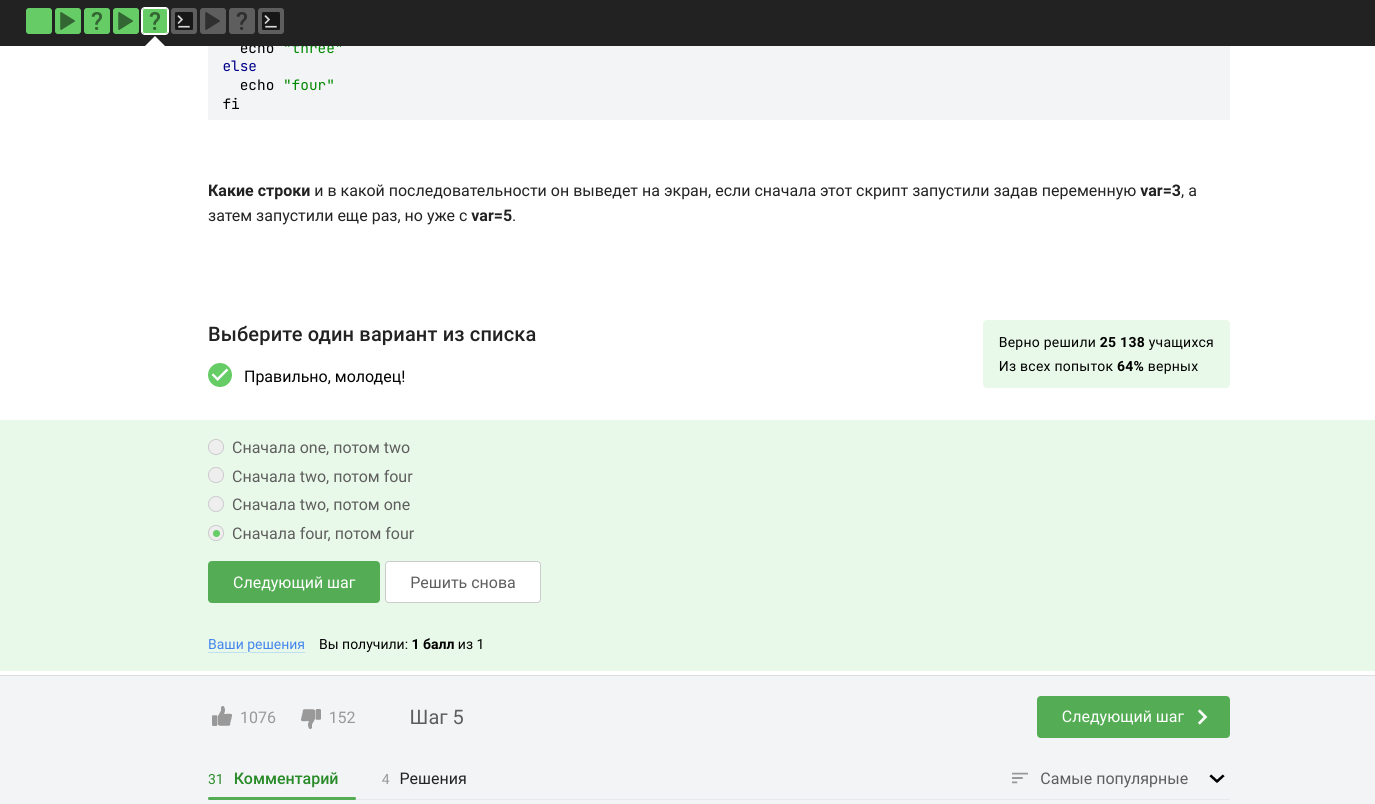 echo "three"
else
echo "four"
fi
Какие строки и в какой последовательности он выведет на экран, если сначала этот скрипт запустили задав переменную var=3, а
затем запустили еще раз, но уже с var=5.
Выберите один вариант из списка
Верно решили 25 138 учащихся
Из всех попыток 64% верных
Правильно, молодец!
Сначала one, потом two
Сначала two, потом four
Сначала two, потом one
Сначала four, потом four
Следующий шаг Решить снова
Ваши решения Вы получили: 1 балл из 1
1076 152 Шаг 5 Следующий шаг
31 Комментарий 4 Решения Самые популярные